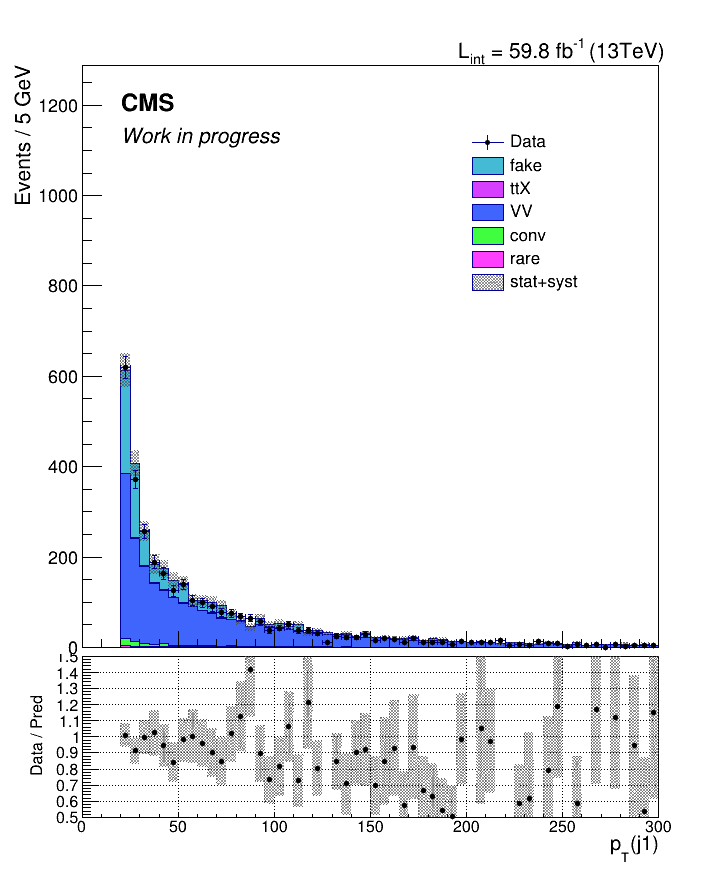 L_int = 59.8 fb^-1 (13TeV)
Events / 5 GeV
CMS
Work in progress
1200
1000
800
600
400
200
0
Data
fake
ttX
VV
conv
rare
stat+syst
Data / Pred
1.5
1.4
1.3
1.2
1.1
1
0.9
0.8
0.7
0.6
0.5
0 50 100 150 200 250 300
p_T(j1)